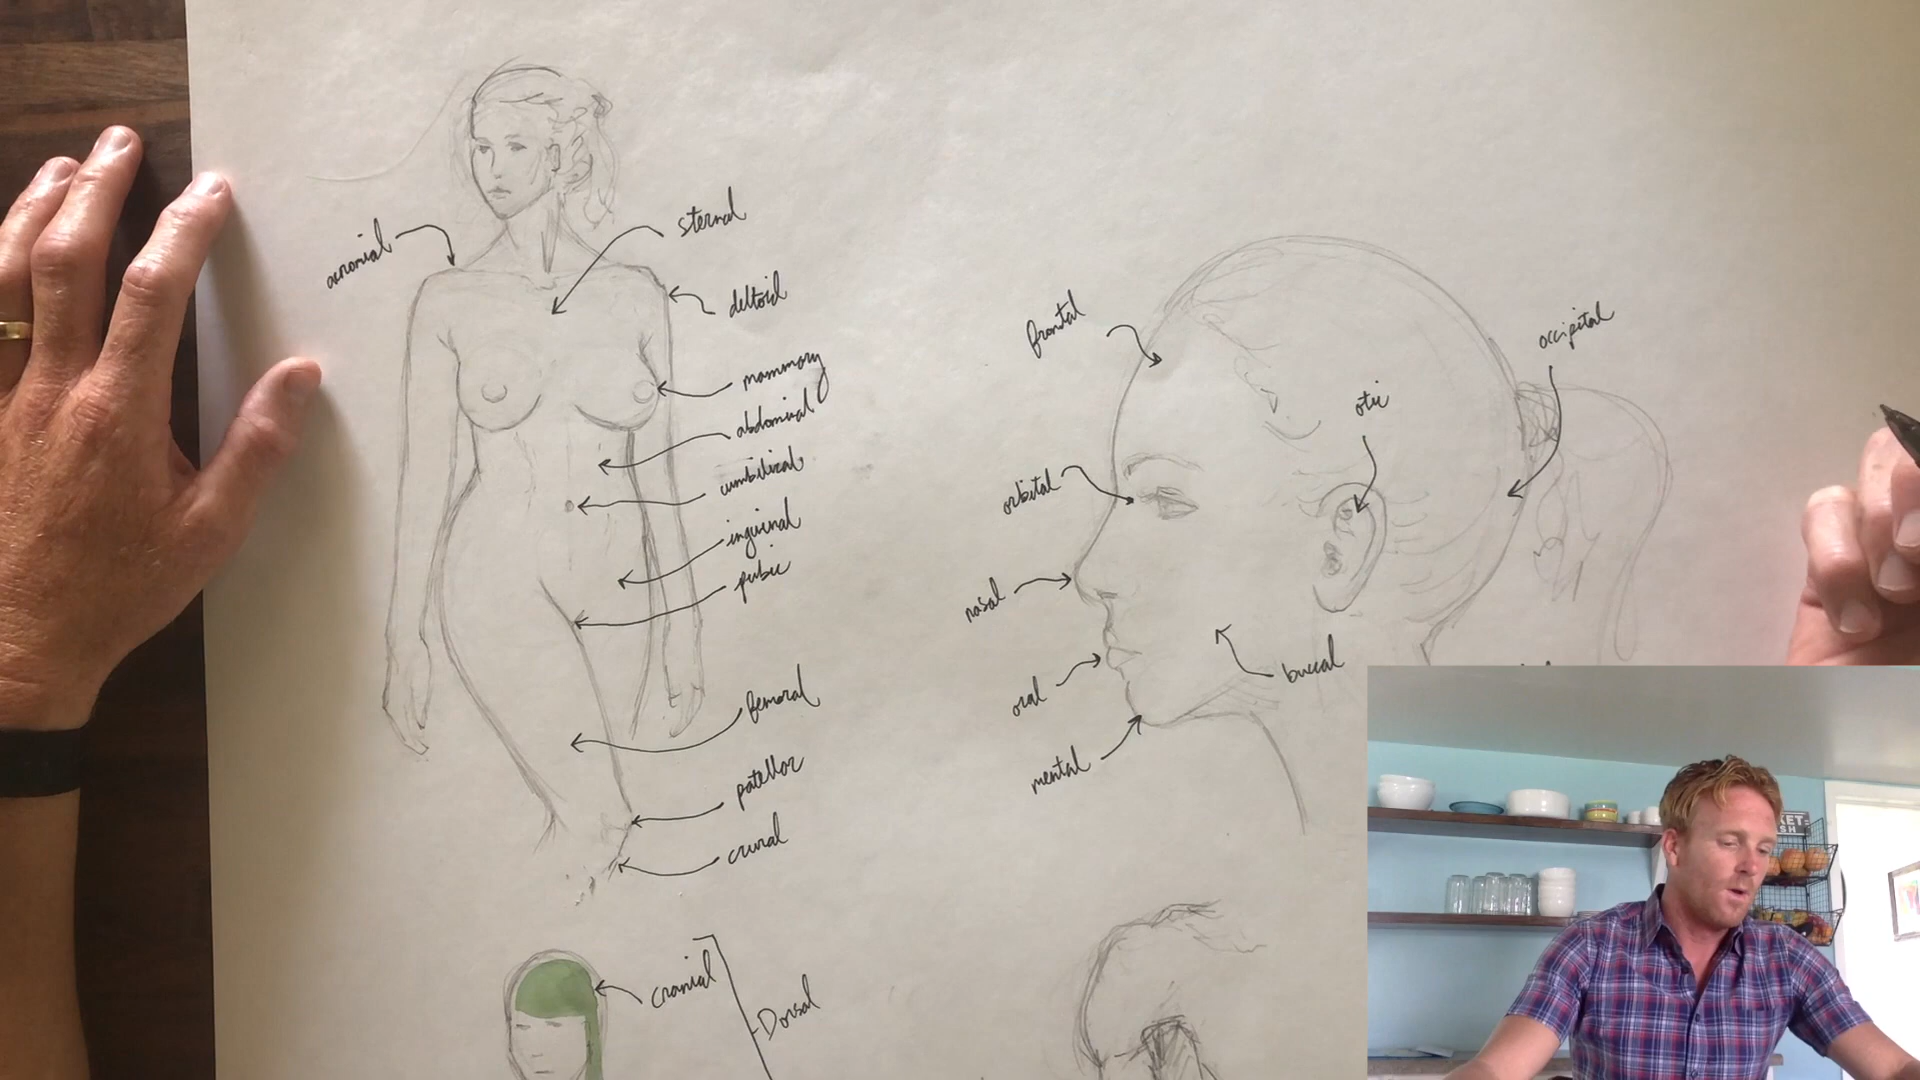 acromial
sternal
deltoid
mammary
abdominal
umbilical
inguinal
pubic
femoral
patellar
crural
frontal
occipital
otic
orbital
nasal
oral
buccal
mental
cranial
Dorsal